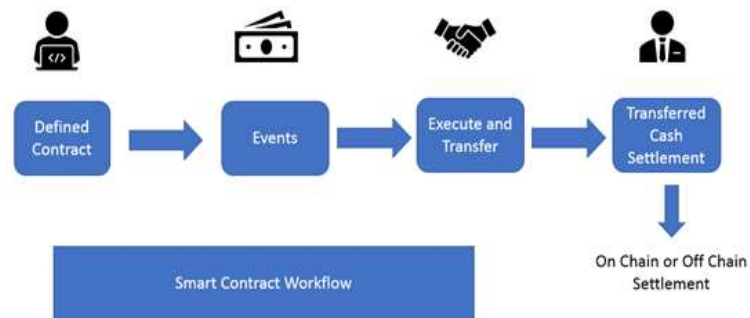 </>
Defined
Contract
Events
Execute and
Transfer
Transferred
Cash
Settlement
On Chain or Off Chain
Settlement
Smart Contract Workflow